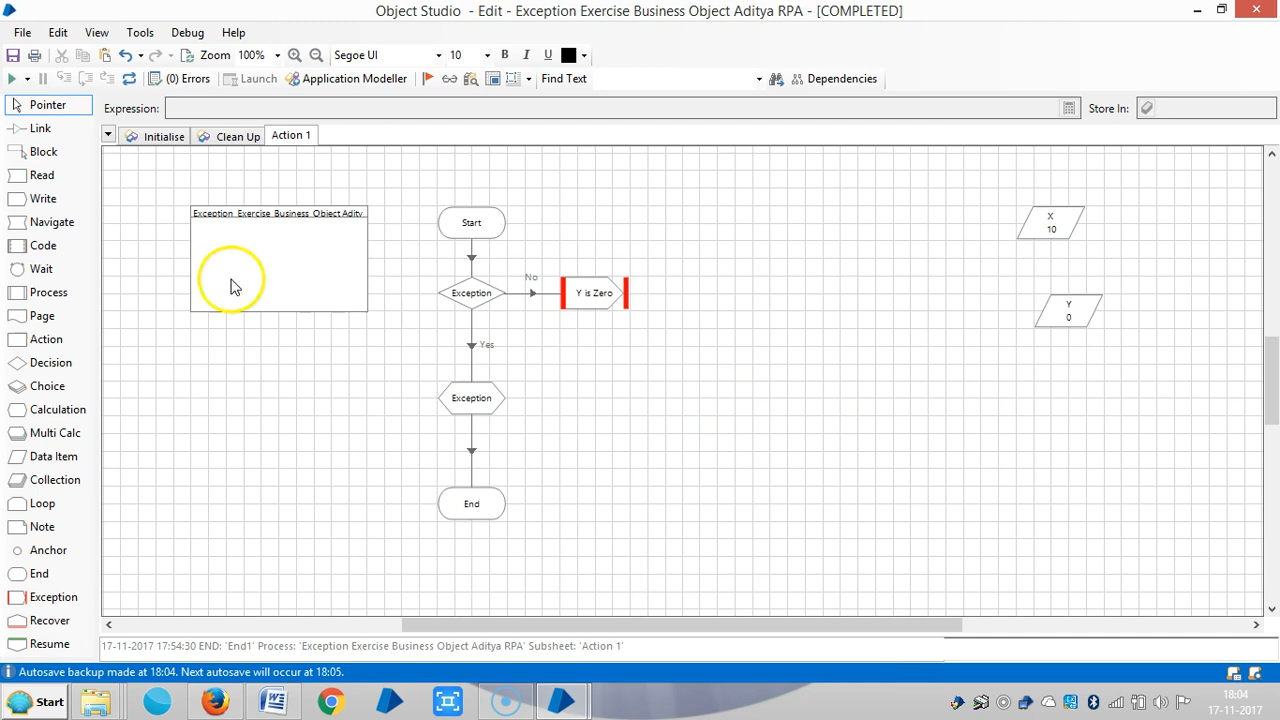 Object Studio - Edit - Exception Exercise Business Object Aditya RPA - [COMPLETED]
File Edit View Tools Debug Help
Zoom 100% Segoe UI 10 B I U
(0) Errors Launch Application Modeller Find Text Dependencies
Pointer Expression: Store In:
Link Initialise Clean Up Action 1
Block
Read
Write
Navigate
Code
Wait
Process
Page
Action
Decision
Choice
Calculation
Multi Calc
Data Item
Collection
Loop
Note
Anchor
End
Exception
Recover
Resume
Exception Exercise Business Object Adity
Start
X
10
No
Exception
Y is Zero
Y
0
Yes
Exception
End
17-11-2017 17:54:30 END: 'End1' Process: 'Exception Exercise Business Object Aditya RPA' Subsheet: 'Action 1'
Autosave backup made at 18:04. Next autosave will occur at 18:05.
Start
18:04
17-11-2017